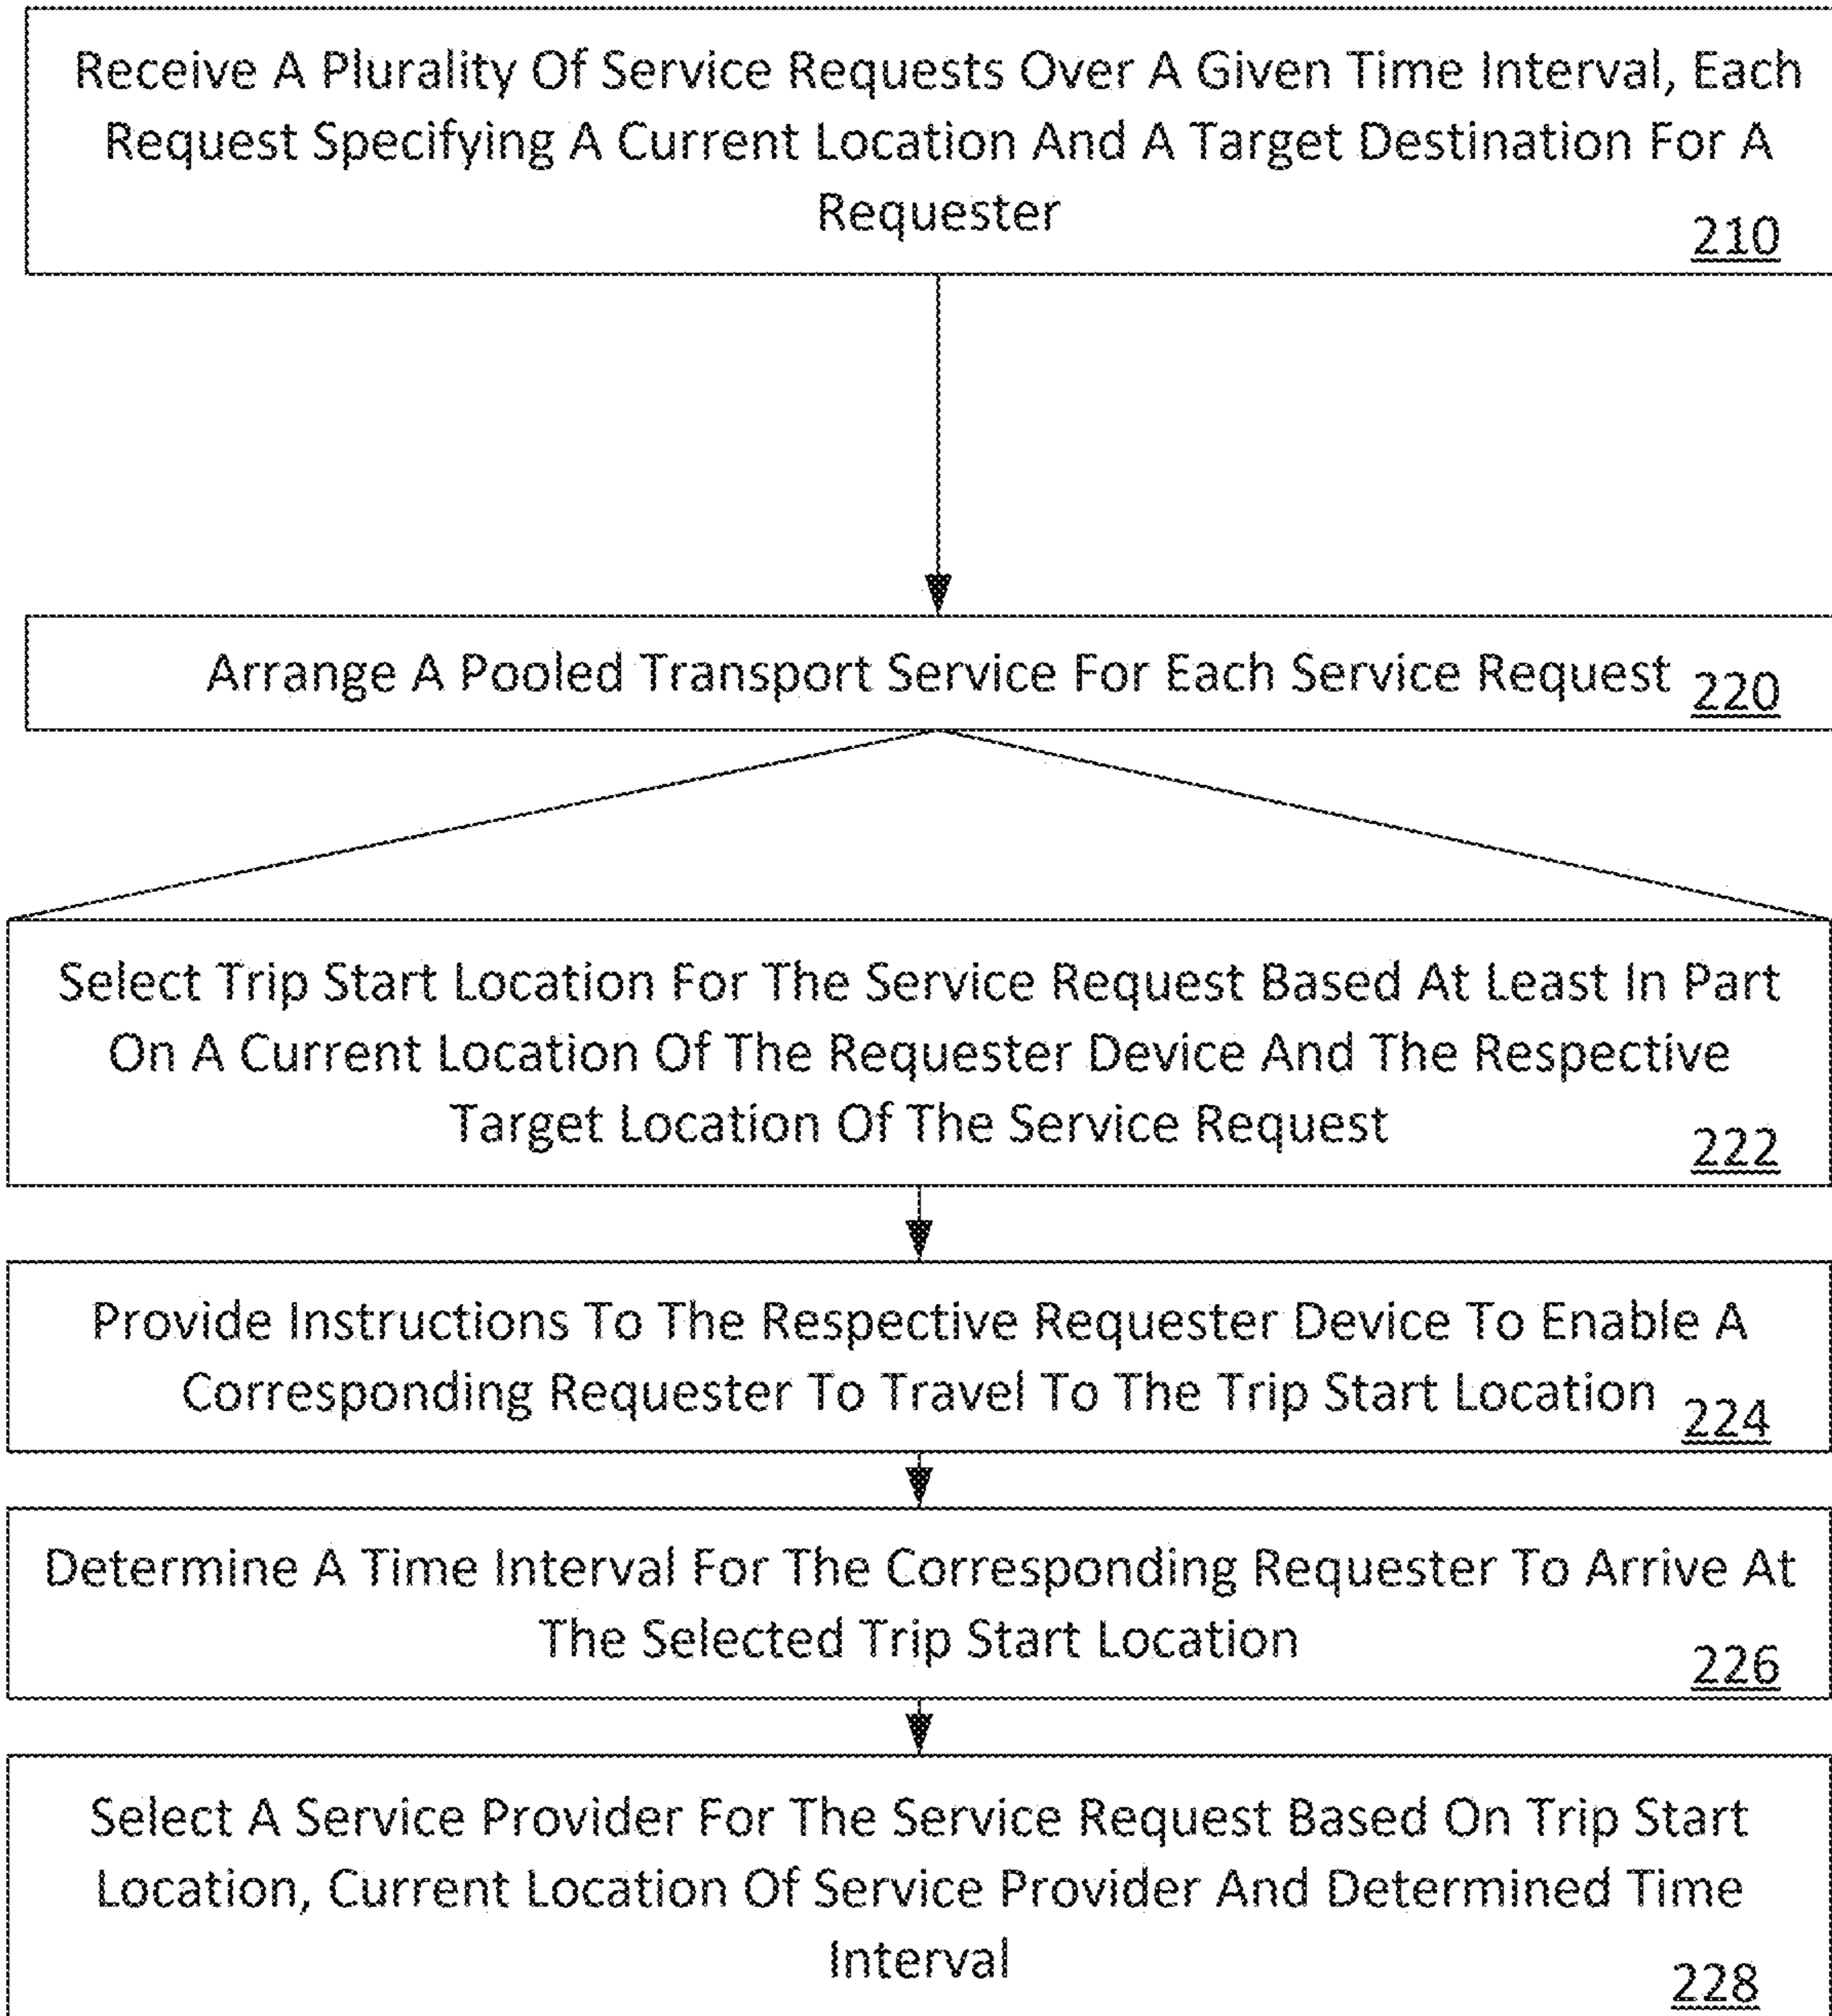 Receive A Plurality Of Service Requests Over A Given Time Interval, Each
Request Specifying A Current Location And A Target Destination For A
Requester
210
Arrange A Pooled Transport Service For Each Service Request 220
Select Trip Start Location For The Service Request Based At Least In Part
On A Current Location Of The Requester Device And The Respective
Target Location Of The Service Request
222
Provide Instructions To The Respective Requester Device To Enable A
Corresponding Requester To Travel To The Trip Start Location 224
Determine A Time Interval For The Corresponding Requester To Arrive At
The Selected Trip Start Location
226
Select A Service Provider For The Service Request Based On Trip Start
Location, Current Location Of Service Provider And Determined Time
Interval
228